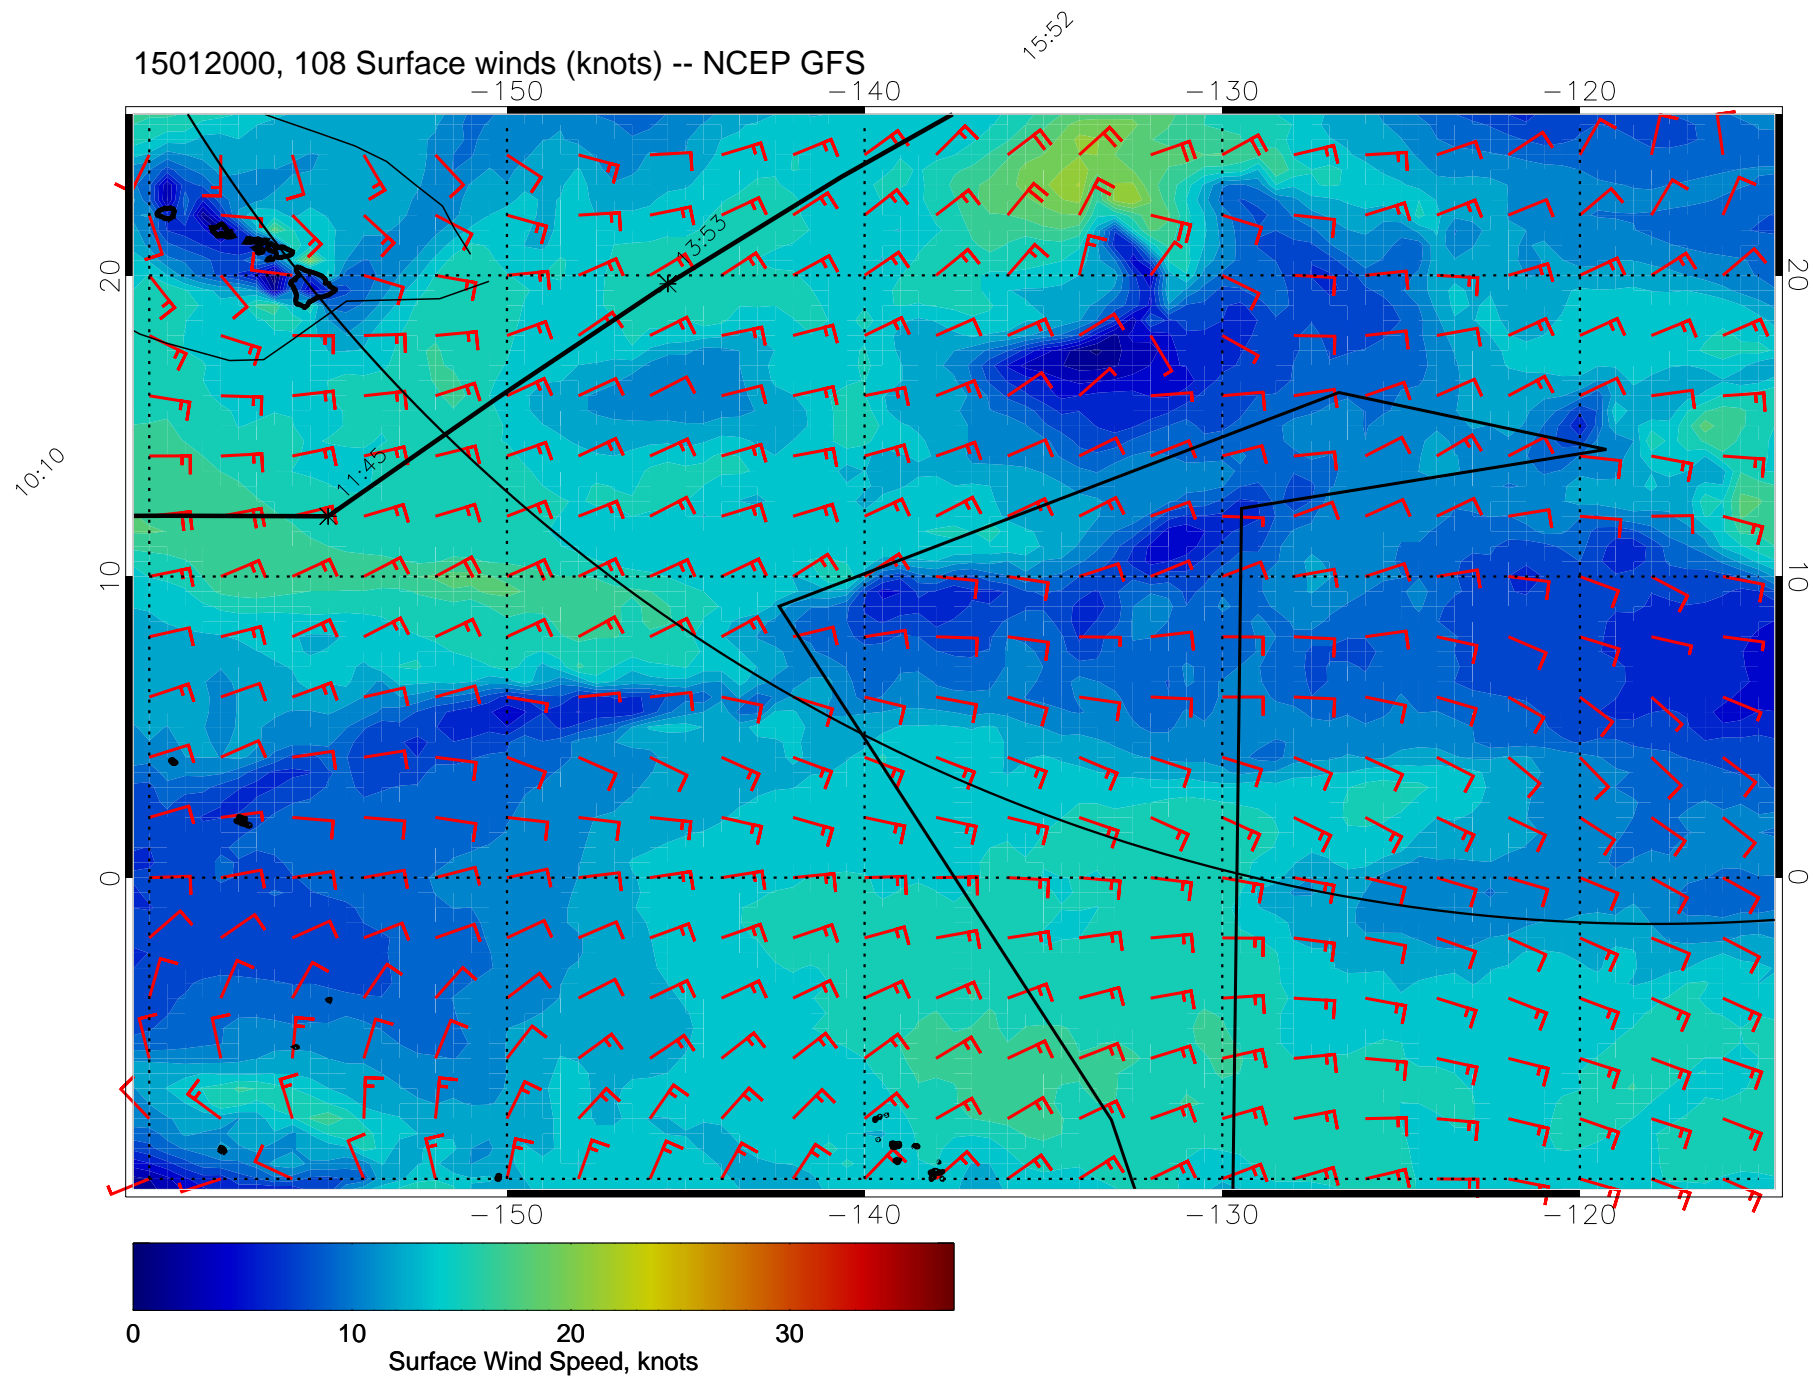 15:52
15012000, 108 Surface winds (knots) -- NCEP GFS
-150 -140 -130 -120
13:53
20 20
11:45
10:10
10 10
0 0
-150 -140 -130 -120
0 10 20 30
Surface Wind Speed, knots